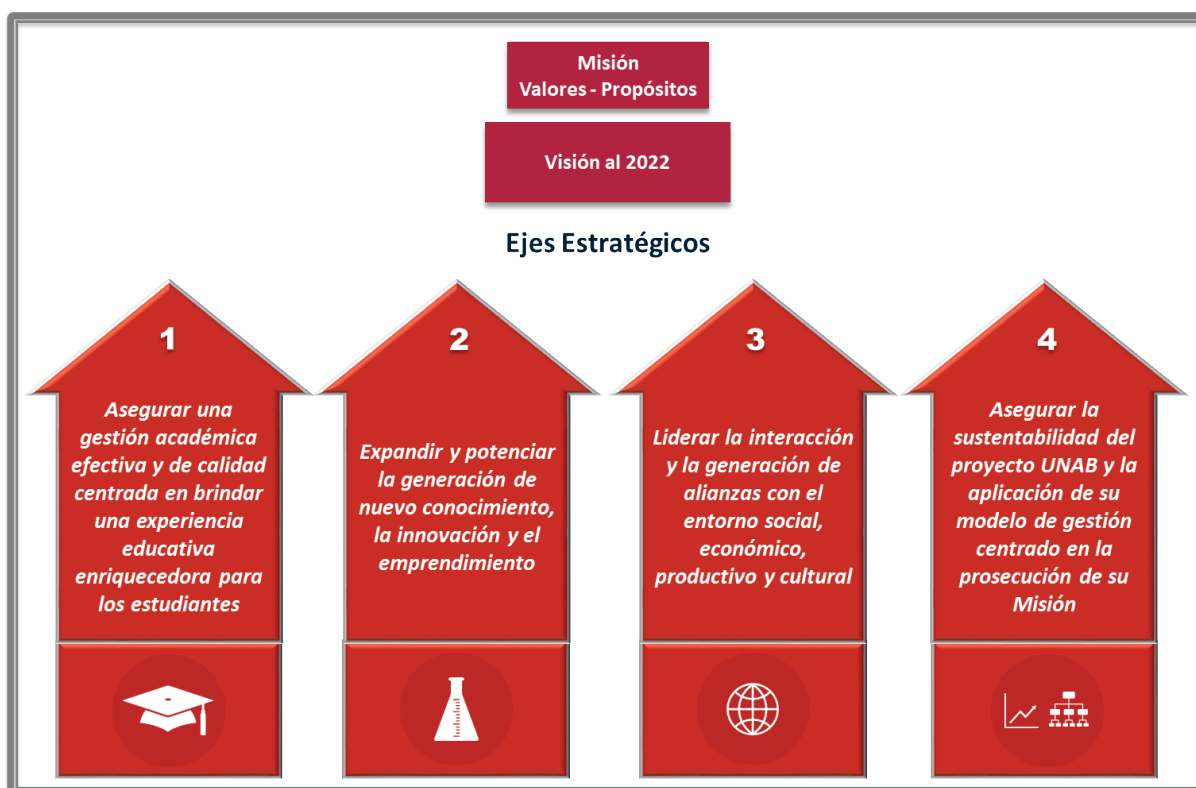 Misión
Valores - Propósitos
Visión al 2022
Ejes Estratégicos
1
Asegurar una
gestión académica
efectiva y de calidad
centrada en brindar
una experiencia
educativa
enriquecedora para
los estudiantes
2
Expandir y potenciar
la generación de
nuevo conocimiento,
la innovación y el
emprendimiento
3
Liderar la interacción
y la generación de
alianzas con el
entorno social,
económico,
productivo y cultural
4
Asegurar la
sustentabilidad del
proyecto UNAB y la
aplicación de su
modelo de gestión
centrado en la
prosecución de su
Misión